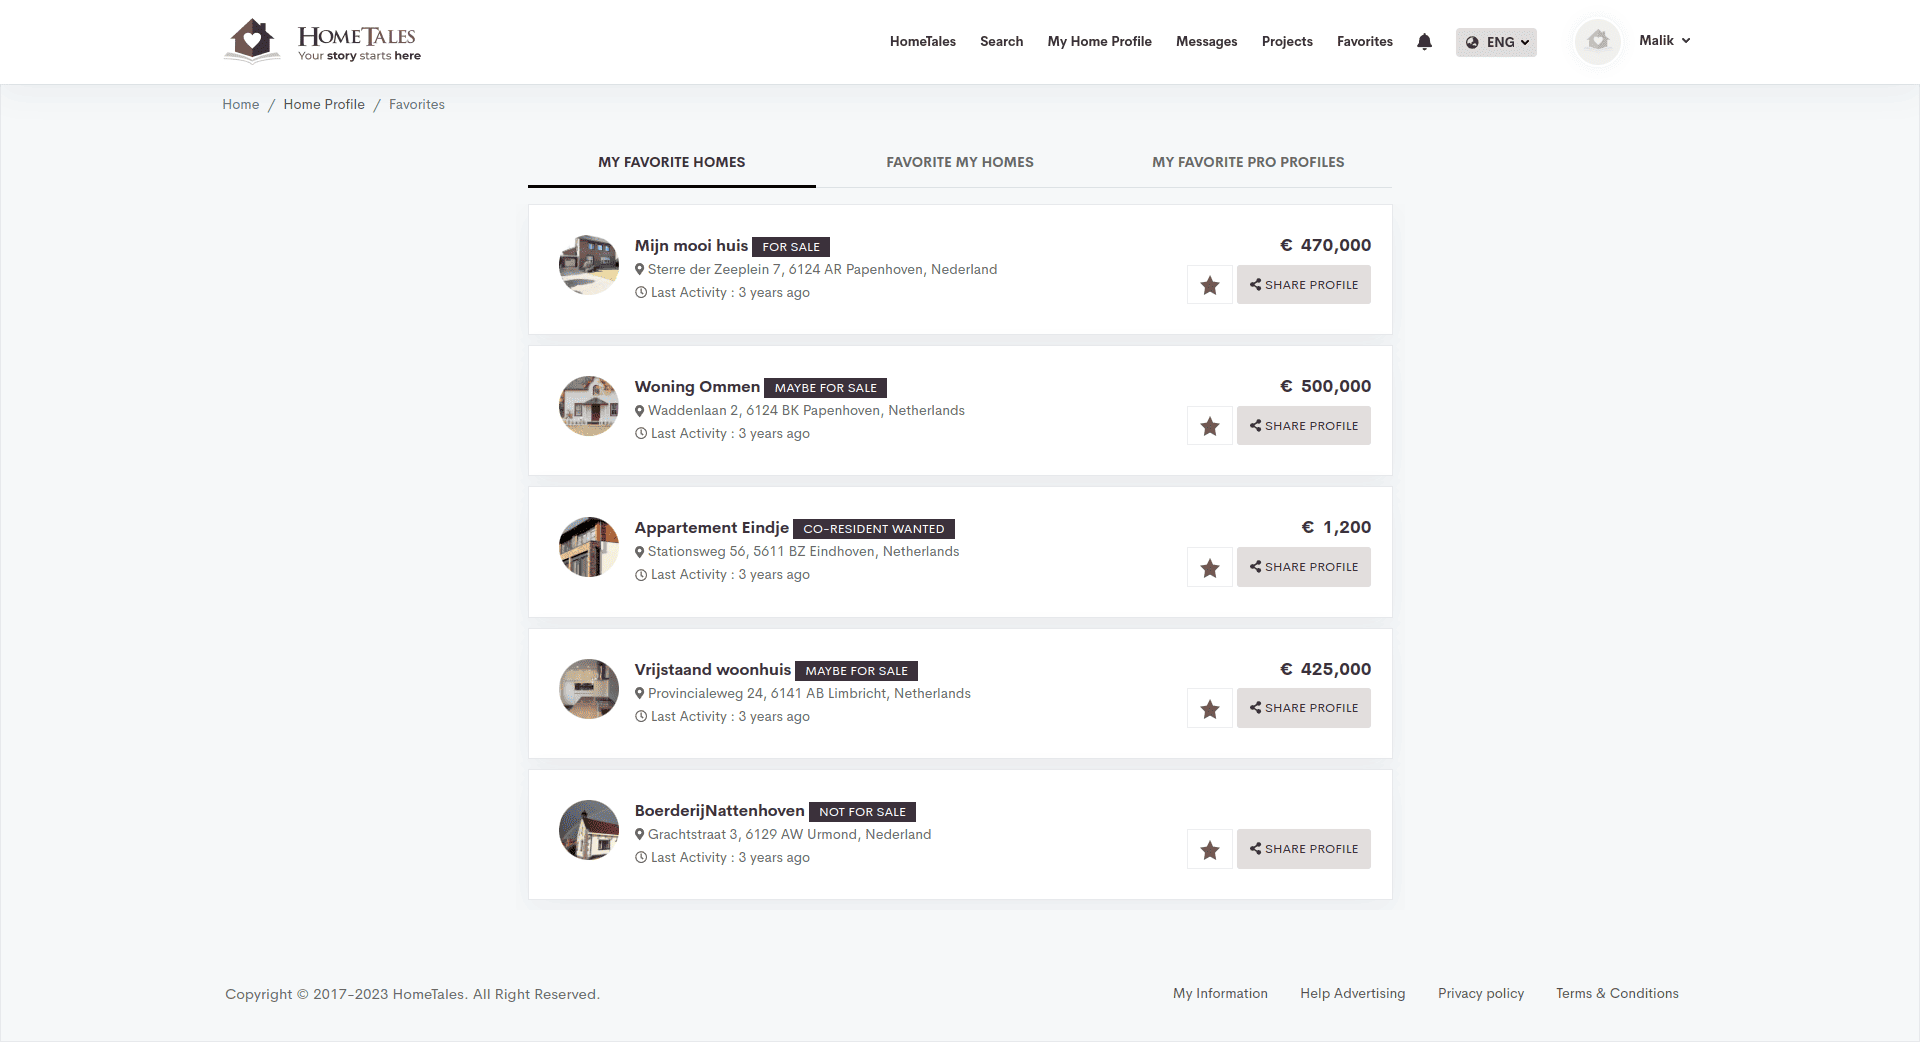 HomeTales
Your story starts here
HomeTales Search My Home Profile Messages Projects Favorites ENG Malik
Home / Home Profile / Favorites
MY FAVORITE HOMES FAVORITE MY HOMES MY FAVORITE PRO PROFILES
Mijn mooi huis FOR SALE € 470,000
Sterre der Zeeplein 7, 6124 AR Papenhoven, Nederland
SHARE PROFILE
Last Activity : 3 years ago
Woning Ommen MAYBE FOR SALE € 500,000
Waddenlaan 2, 6124 BK Papenhoven, Netherlands
SHARE PROFILE
Last Activity : 3 years ago
Appartement Eindje CO-RESIDENT WANTED € 1,200
Stationsweg 56, 5611 BZ Eindhoven, Netherlands
SHARE PROFILE
Last Activity : 3 years ago
Vrijstaand woonhuis MAYBE FOR SALE € 425,000
Provincialeweg 24, 6141 AB Limbricht, Netherlands
SHARE PROFILE
Last Activity : 3 years ago
BoerderijNattenhoven NOT FOR SALE
Grachtstraat 3, 6129 AW Urmond, Nederland
SHARE PROFILE
Last Activity : 3 years ago
Copyright © 2017-2023 HomeTales. All Right Reserved. My Information Help Advertising Privacy policy Terms & Conditions